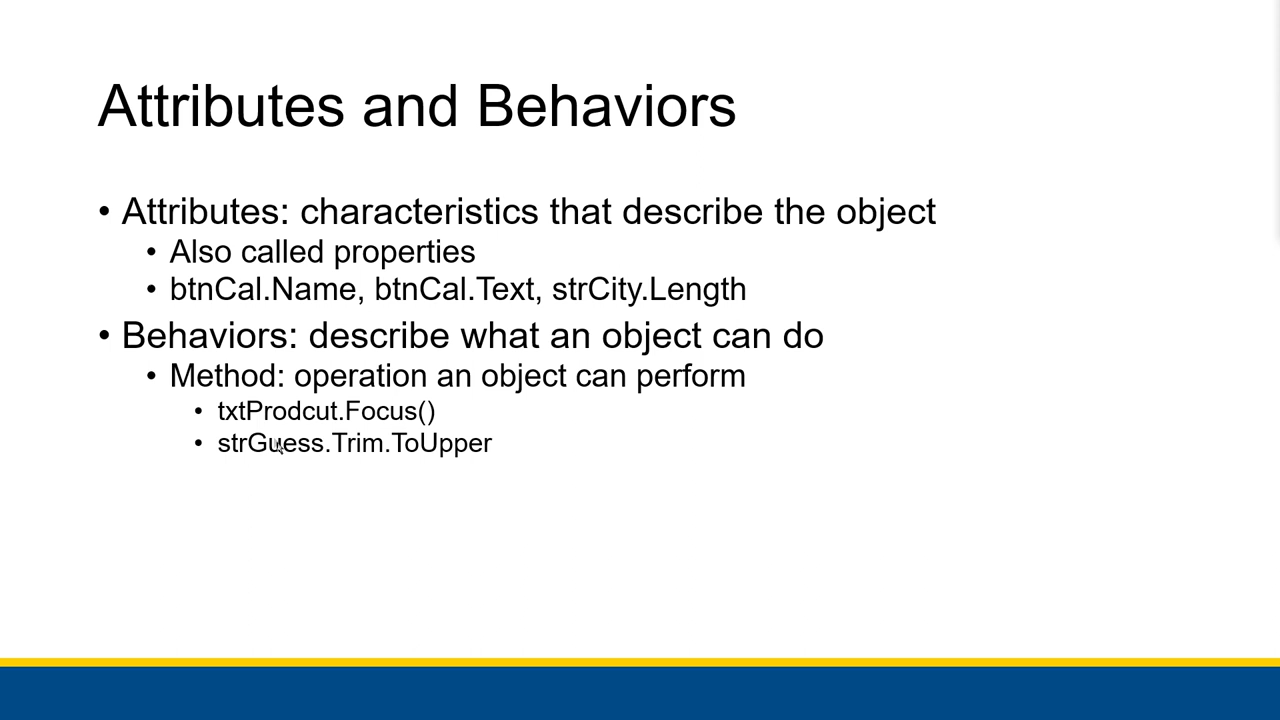 Attributes and Behaviors
• Attributes: characteristics that describe the object
• Also called properties
• btnCal.Name, btnCal.Text, strCity.Length
• Behaviors: describe what an object can do
• Method: operation an object can perform
• txtProdcut.Focus()
• strGuess.Trim.ToUpper